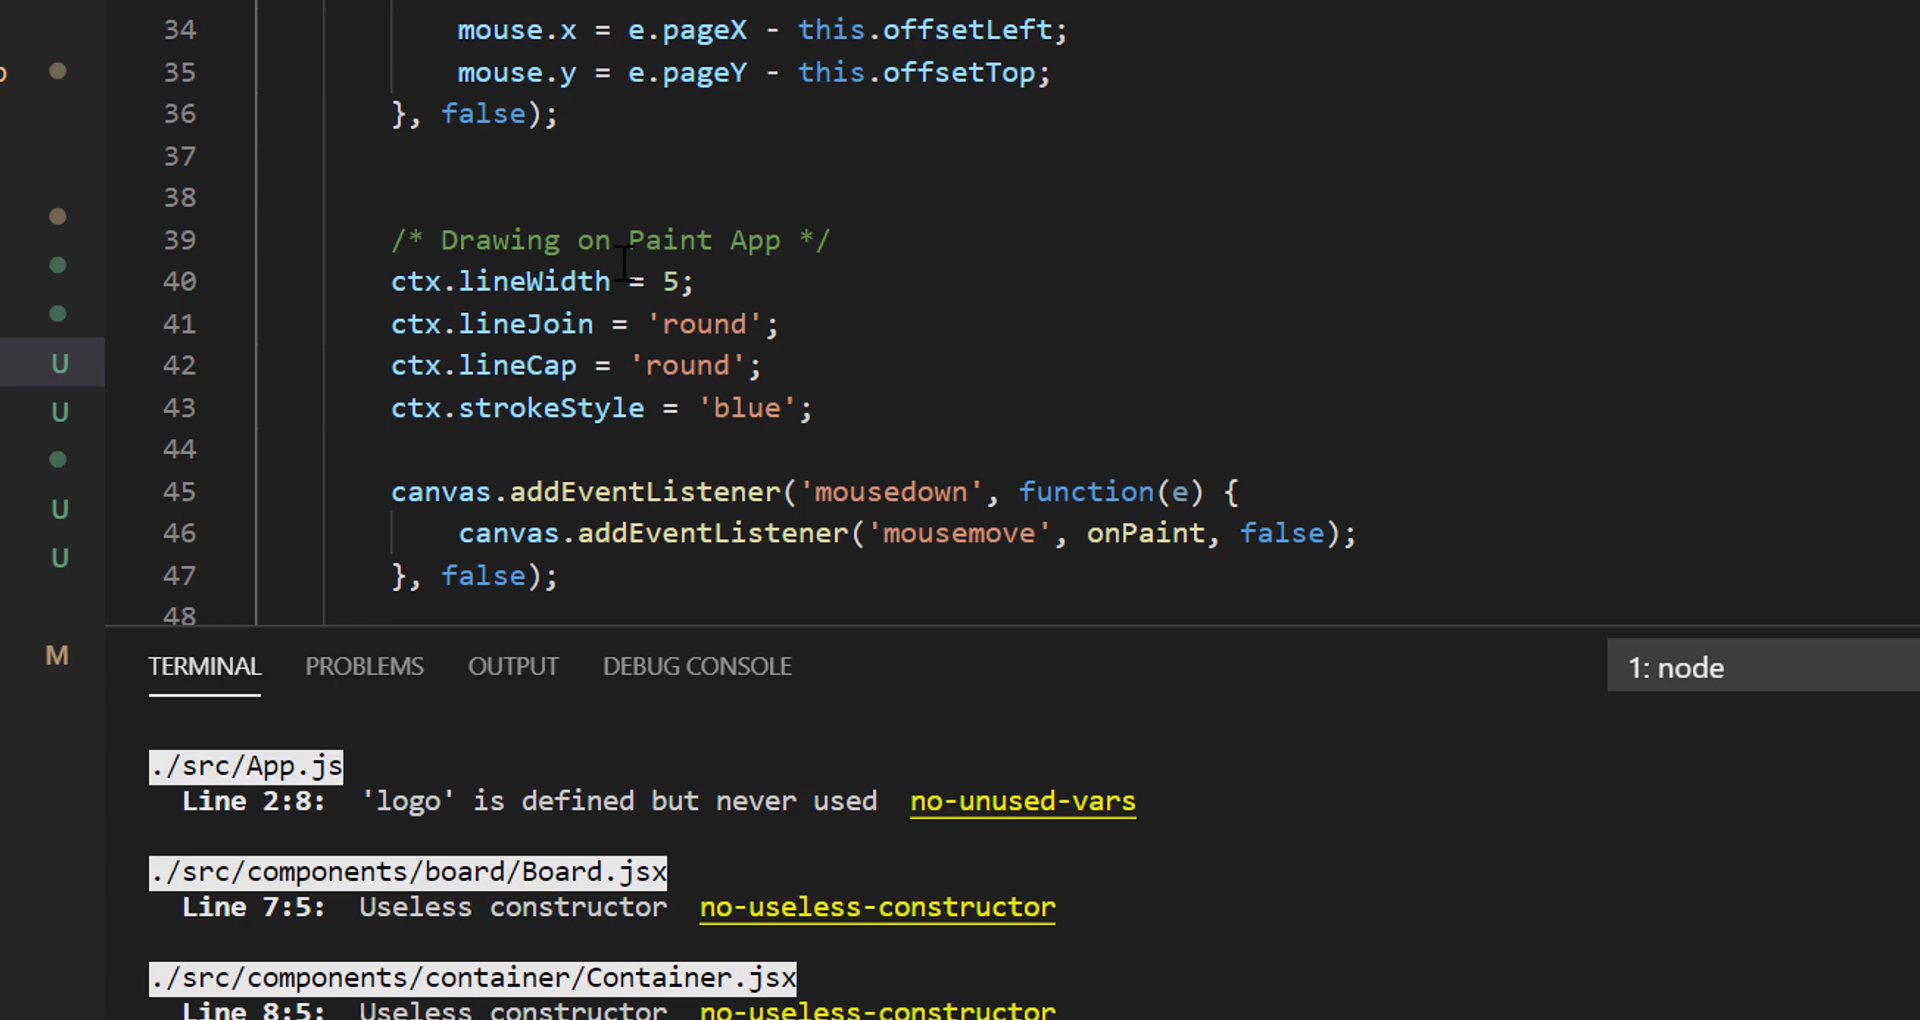 34 mouse.x = e.pageX - this.offsetLeft;
35 mouse.y = e.pageY - this.offsetTop;
36 }, false);
37
38
39 /* Drawing on Paint App */
40 ctx.lineWidth = 5;
41 ctx.lineJoin = 'round';
42 ctx.lineCap = 'round';
43 ctx.strokeStyle = 'blue';
44
U
U
45 canvas.addEventListener('mousedown', function(e) {
46 canvas.addEventListener('mousemove', onPaint, false);
47 }, false);
48
U
U
M
TERMINAL PROBLEMS OUTPUT DEBUG CONSOLE 1: node
./src/App.js
Line 2:8: 'logo' is defined but never used no-unused-vars
./src/components/board/Board.jsx
Line 7:5: Useless constructor no-useless-constructor
./src/components/container/Container.jsx
Line 8:5: Useless constructor no-useless-constructor